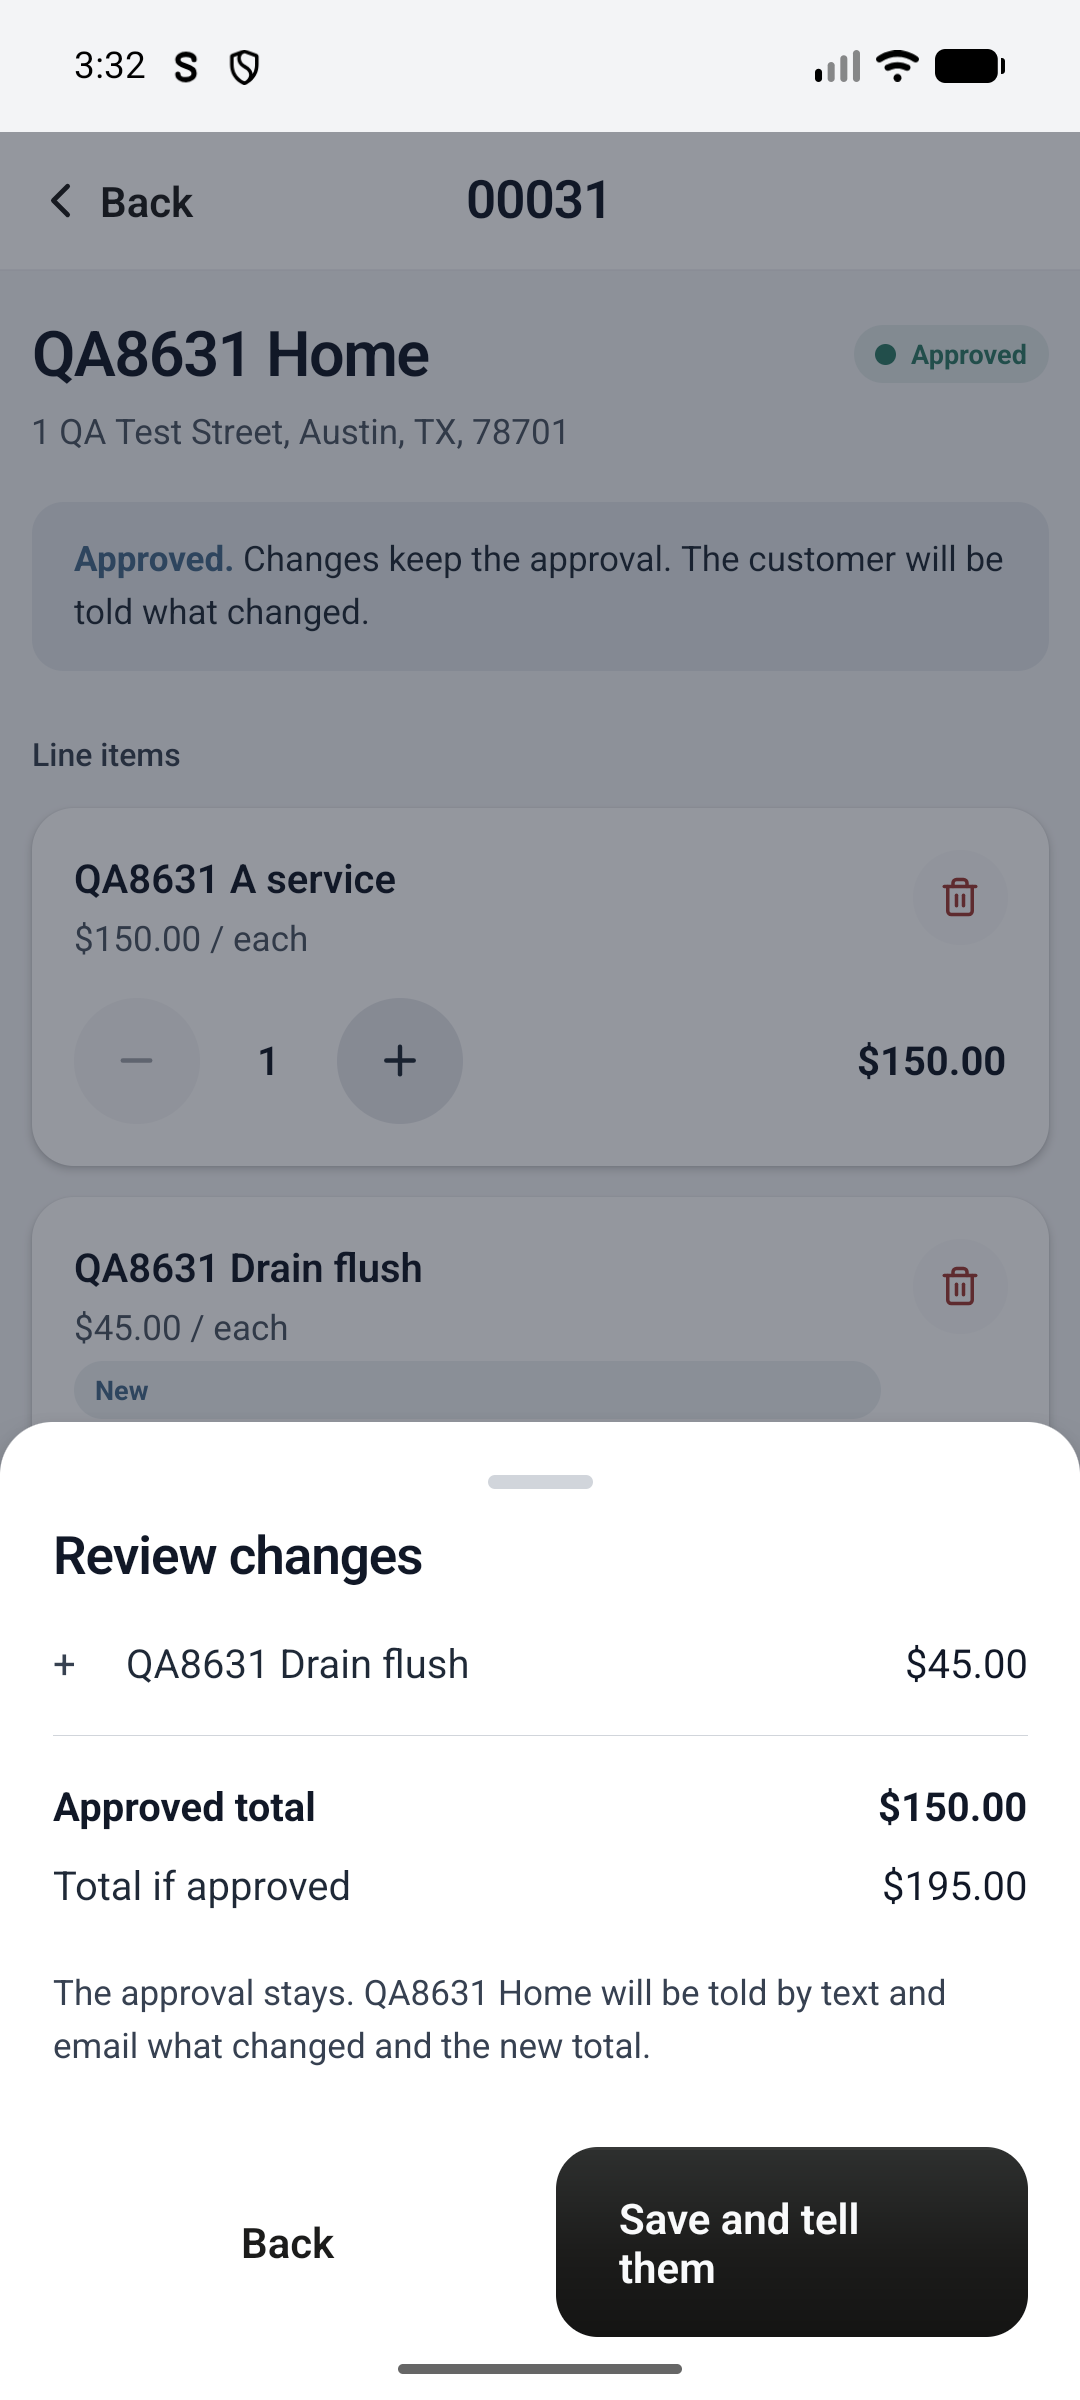 3:32 S
Back
00031
QA8631 Home
Approved
1 QA Test Street, Austin, TX, 78701
Approved. Changes keep the approval. The customer will be
told what changed.
Line items
QA8631 A service
$150.00 / each
1
$150.00
QA8631 Drain flush
$45.00 / each
New
Review changes
+ QA8631 Drain flush $45.00
Approved total $150.00
Total if approved $195.00
The approval stays. QA8631 Home will be told by text and
email what changed and the new total.
Back
Save and tell
them